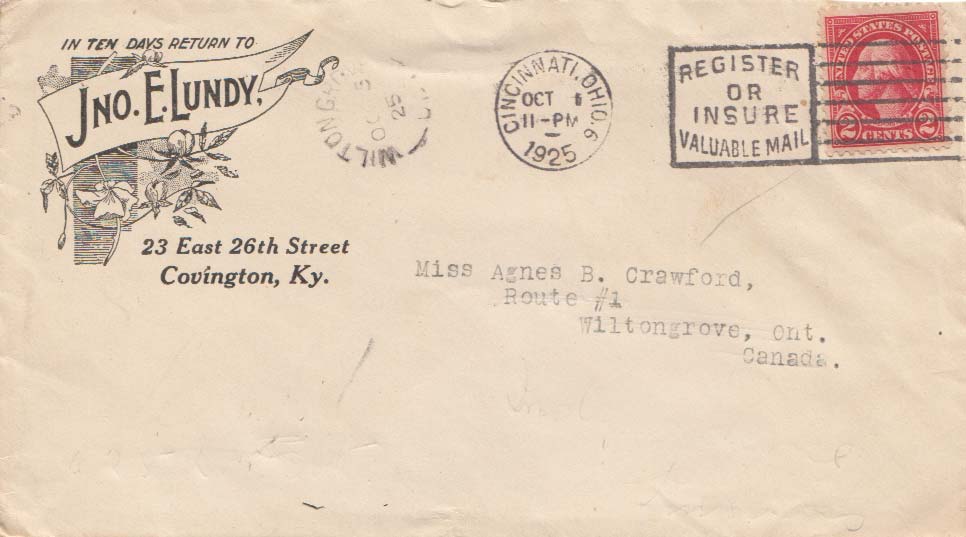 IN TEN DAYS RETURN TO
JNO. E. LUNDY,
23 East 26th Street
Covington, Ky.
WILTON G
OC 3
25
CINCINNATI, OHIO. 6
OCT 1
11-PM
1925
REGISTER
OR
INSURE
VALUABLE MAIL
UNITED STATES POSTAGE
2 CENTS 2
Miss Agnes B. Crawford,
Route #1
Wiltongrove, Ont.
Canada.